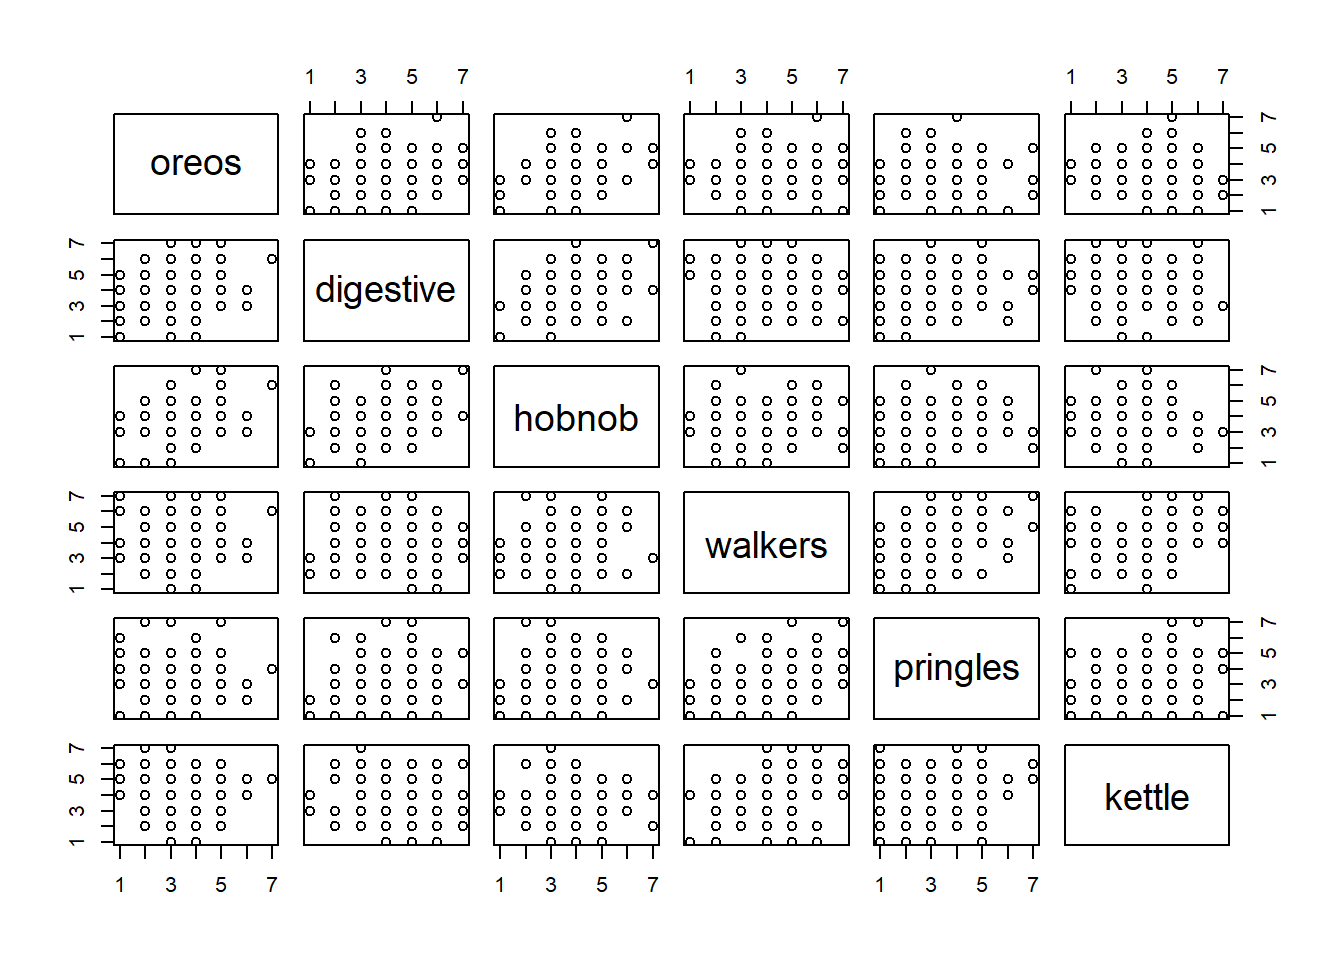 1 3 5 7 1 3 5 7 1 3 5 7
oreos 1 3 5 7
1 3 5 7 digestive
hobnob 1 3 5 7
1 3 5 7 walkers
pringles 1 3 5 7
1 3 5 7 kettle
1 3 5 7 1 3 5 7 1 3 5 7